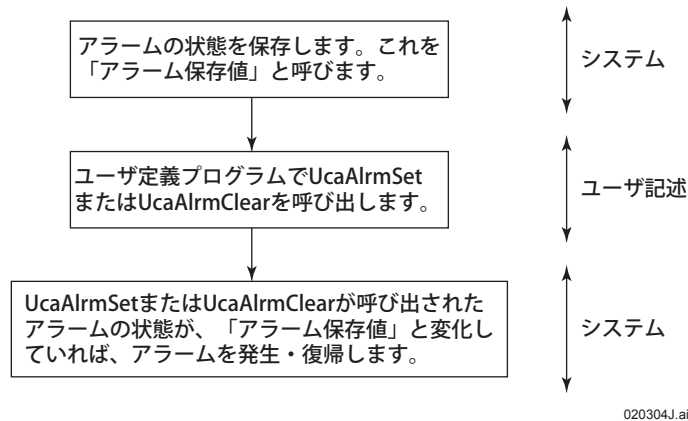 アラームの状態を保存します。これを
「アラーム保存値」と呼びます。
システム
ユーザ定義プログラムでUcaAlrmSet
またはUcaAlrmClearを呼び出します。
ユーザ記述
UcaAlrmSetまたはUcaAlrmClearが呼び出された
アラームの状態が、「アラーム保存値」と変化し
ていれば、アラームを発生・復帰します。
システム
020304J.ai